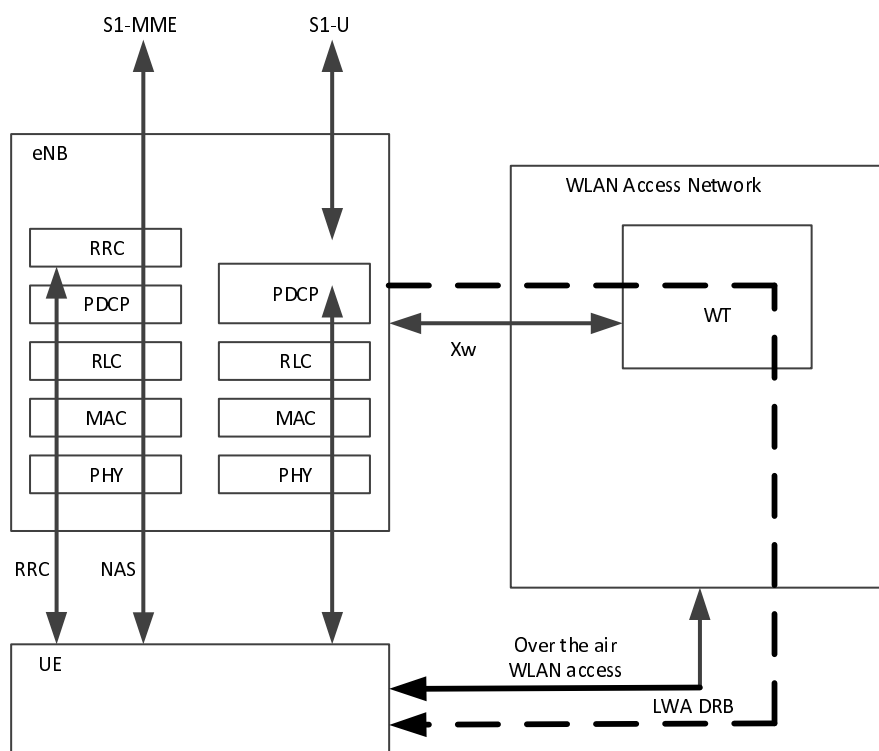 S1-MME
S1-U
eNB
WLAN Access Network
RRC
PDCP
PDCP
WT
Xw
RLC
RLC
MAC
MAC
PHY
PHY
RRC
NAS
Over the air
WLAN access
UE
LWA DRB